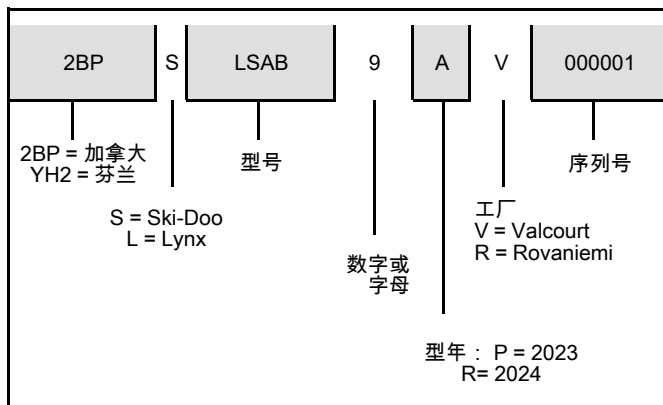 2BP S LSAB 9 A V 000001
2BP = 加拿大
YH2 = 芬兰
型号
序列号
S = Ski-Doo
L = Lynx
工厂
V = Valcourt
R = Rovaniemi
数字或
字母
型年 : P = 2023
R= 2024